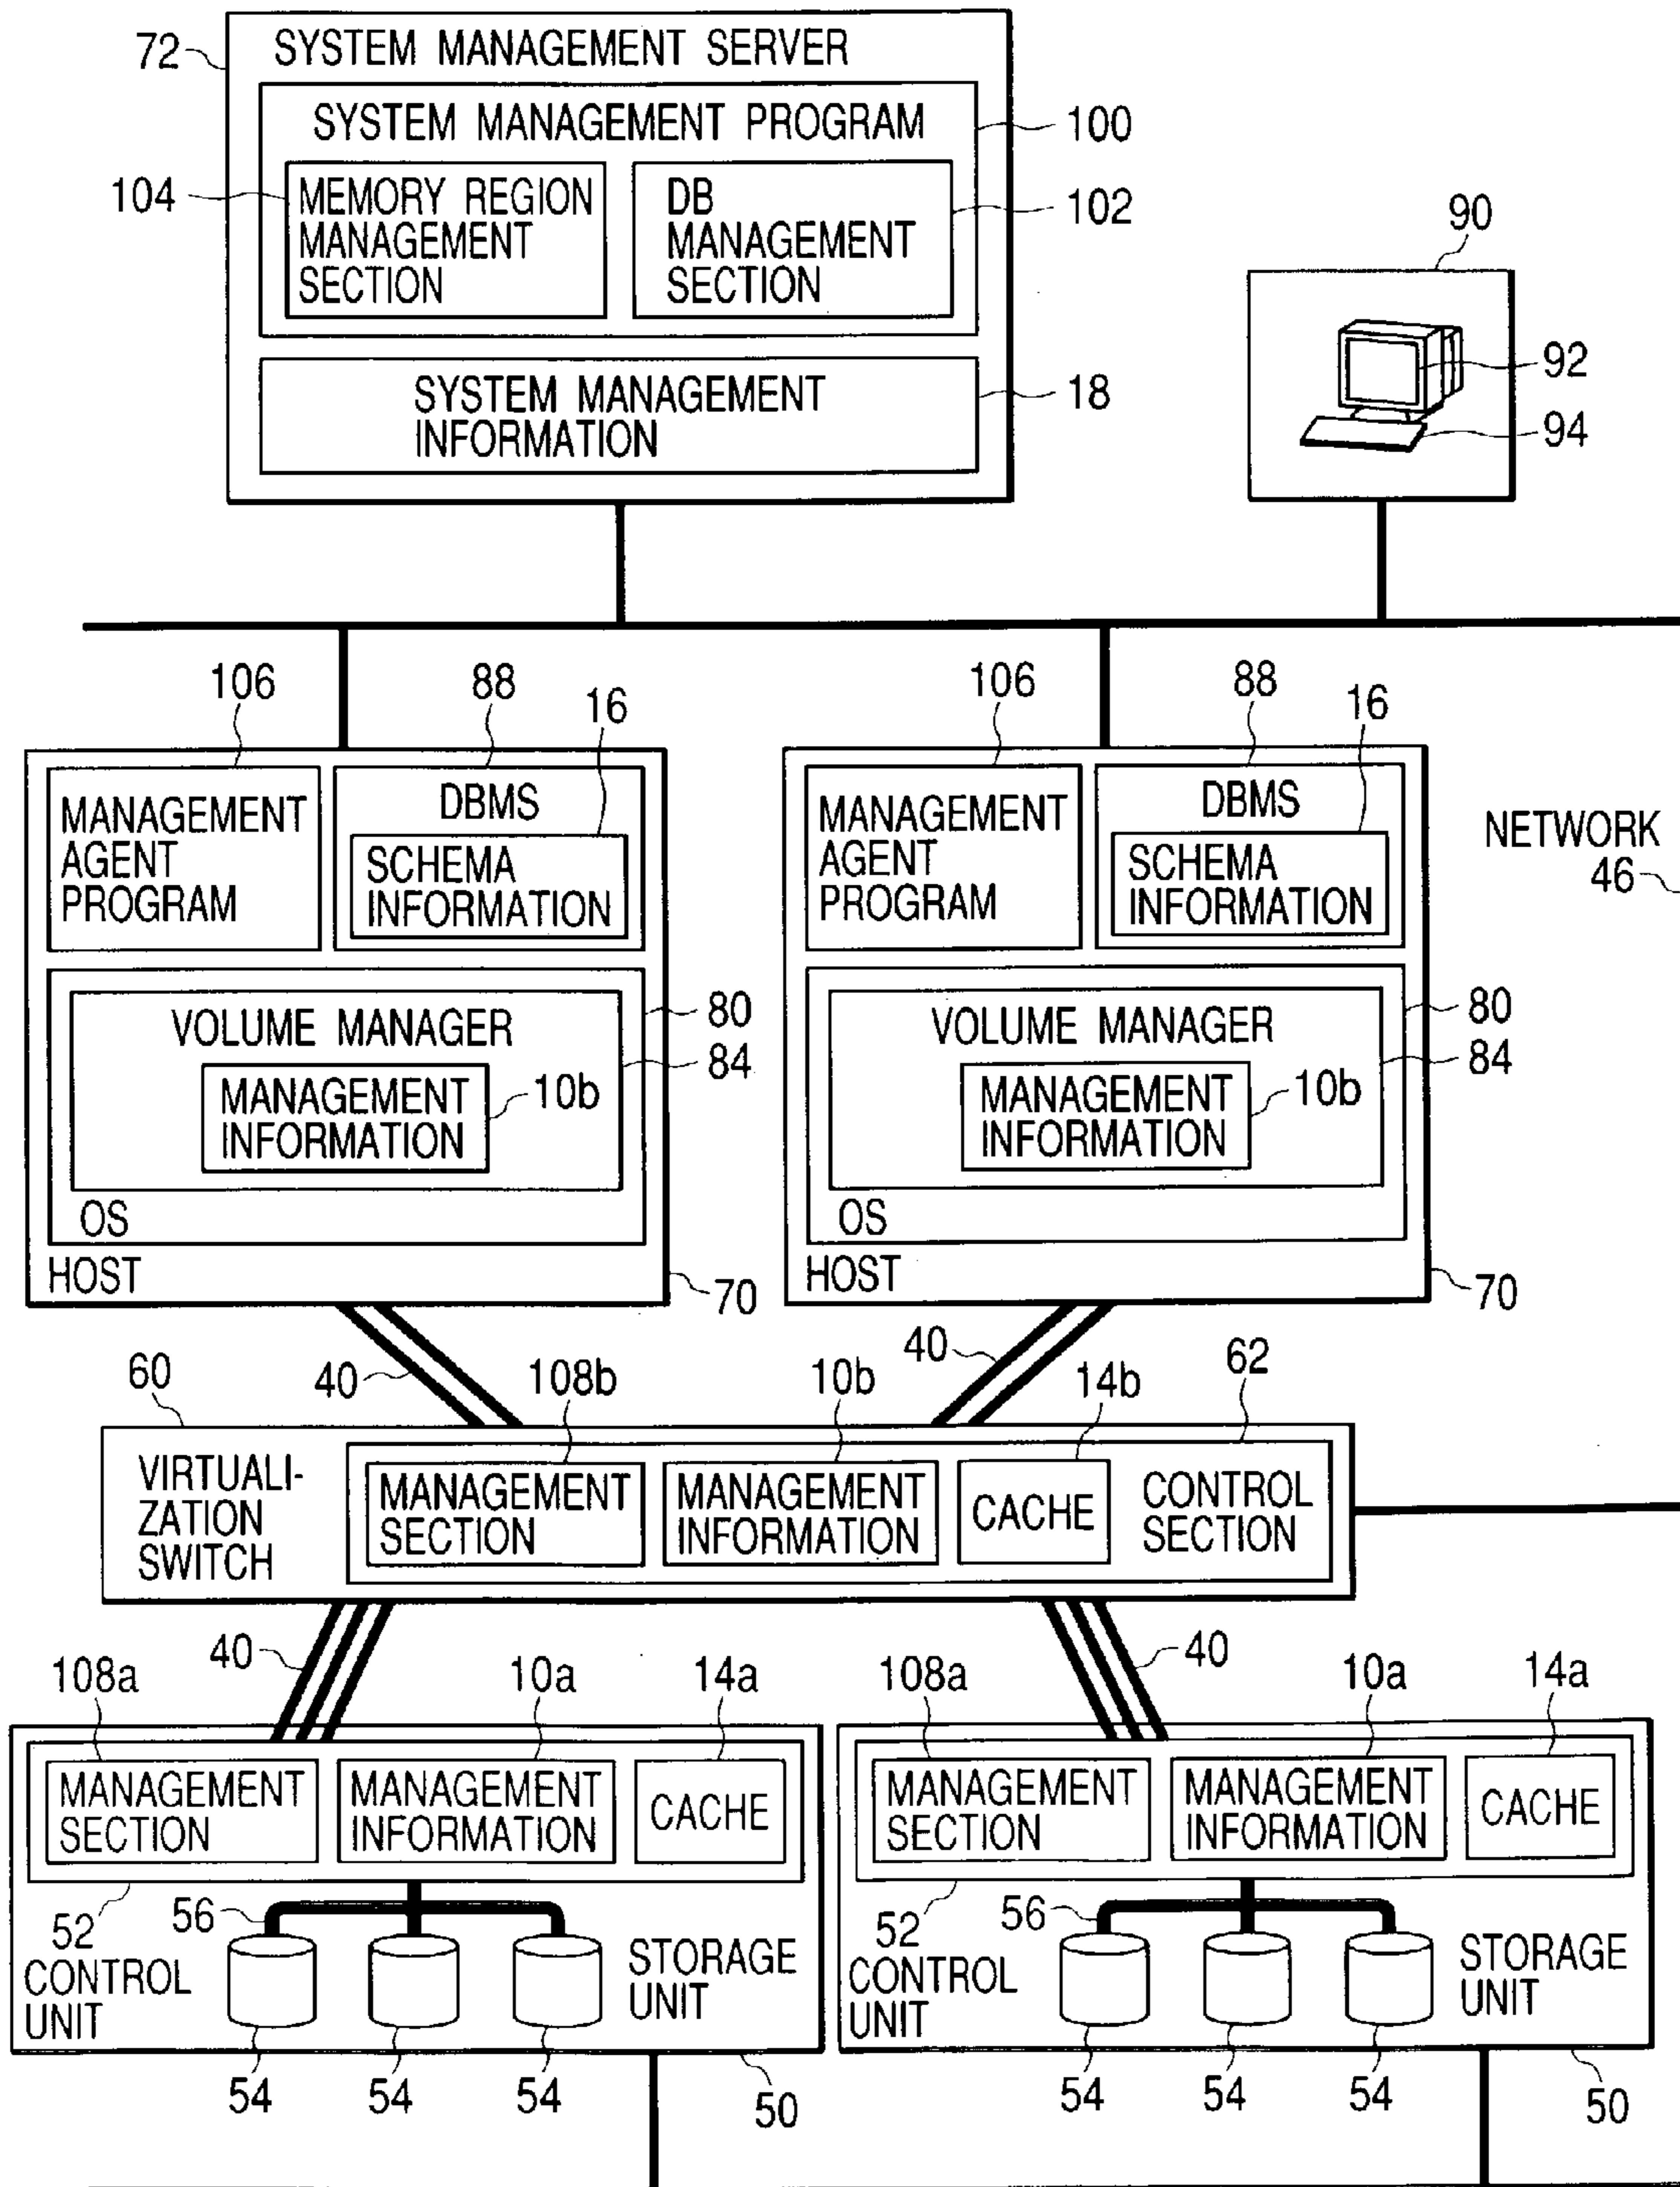 72
SYSTEM MANAGEMENT SERVER
SYSTEM MANAGEMENT PROGRAM
100
104
MEMORY REGION
MANAGEMENT
SECTION
DB
MANAGEMENT
SECTION
102
SYSTEM MANAGEMENT
INFORMATION
18
90
92
94
106
88
16
MANAGEMENT
AGENT
PROGRAM
DBMS
SCHEMA
INFORMATION
VOLUME MANAGER
80
84
MANAGEMENT
INFORMATION
10b
OS
HOST
70
106
88
16
MANAGEMENT
AGENT
PROGRAM
DBMS
SCHEMA
INFORMATION
VOLUME MANAGER
80
84
MANAGEMENT
INFORMATION
10b
OS
HOST
70
NETWORK
46
40
40
60
108b
10b
14b
62
VIRTUALI-
ZATION
SWITCH
MANAGEMENT
SECTION
MANAGEMENT
INFORMATION
CACHE
CONTROL
SECTION
40
40
108a
10a
14a
MANAGEMENT
SECTION
MANAGEMENT
INFORMATION
CACHE
52
CONTROL
UNIT
56
STORAGE
UNIT
54
54
54
50
108a
10a
14a
MANAGEMENT
SECTION
MANAGEMENT
INFORMATION
CACHE
52
CONTROL
UNIT
56
STORAGE
UNIT
54
54
54
50